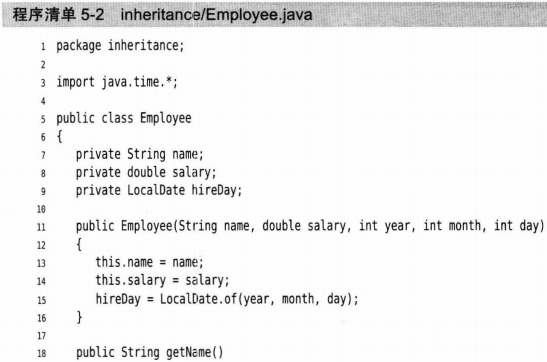 程序清单 5-2 inheritance/Employee.java
1 package inheritance;
2
3 import java.time.*;
4
5 public class Employee
6 {
7    private String name;
8    private double salary;
9    private LocalDate hireDay;
10
11    public Employee(String name, double salary, int year, int month, int day)
12    {
13       this.name = name;
14       this.salary = salary;
15       hireDay = LocalDate.of(year, month, day);
16    }
17
18    public String getName()